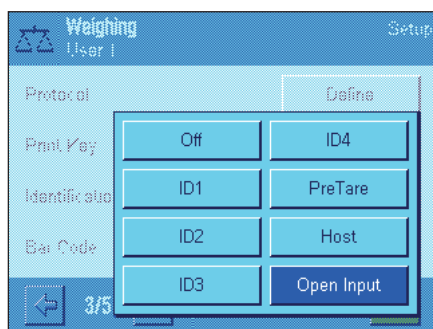 Weighing
User 1
Setup
Protocol
Define
Print Key
Identificatio
Bar Code
Off
ID4
ID1
PreTare
ID2
Host
ID3
Open Input
3/5